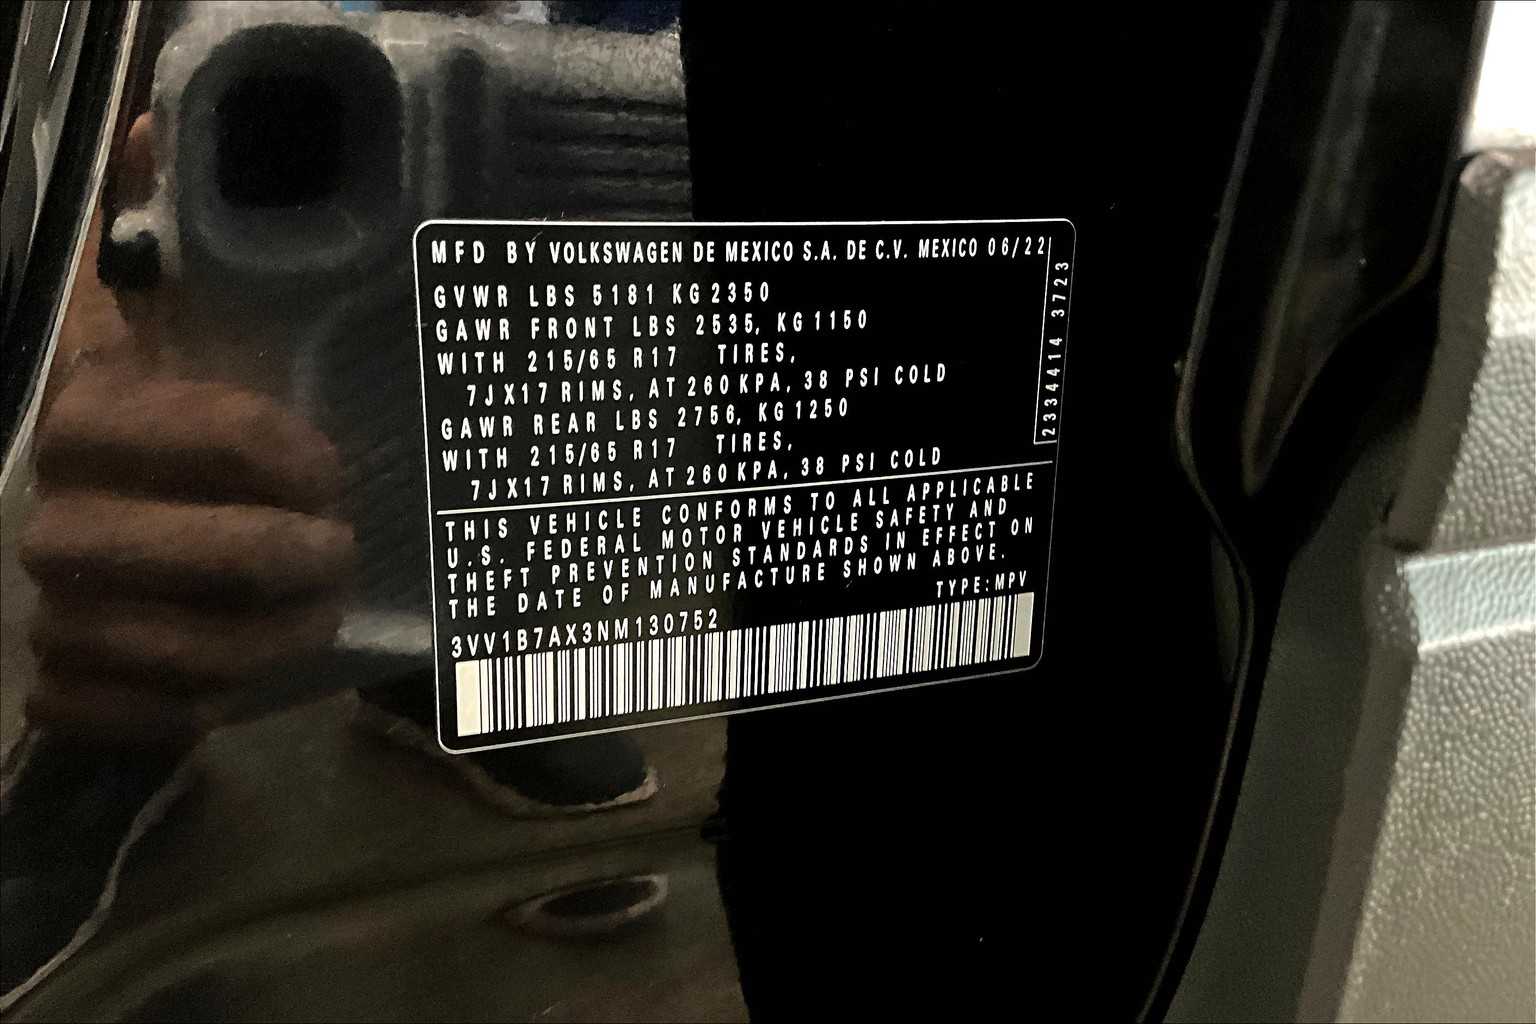 MFD BY VOLKSWAGEN DE MEXICO S.A. DE C.V. MEXICO 06/22
GVWR LBS 5181 KG 2350
GAWR FRONT LBS 2535, KG 1150
WITH 215/65 R17 TIRES,
7JX17 RIMS, AT 260 KPA, 38 PSI COLD
GAWR REAR LBS 2756, KG 1250
WITH 215/65 R17 TIRES,
7JX17 RIMS, AT 260 KPA, 38 PSI COLD
2334414 3723
THIS VEHICLE CONFORMS TO ALL APPLICABLE
U.S. FEDERAL MOTOR VEHICLE SAFETY AND
THEFT PREVENTION STANDARDS IN EFFECT ON
THE DATE OF MANUFACTURE SHOWN ABOVE.
TYPE: MPV
3VV1B7AX3NM130752